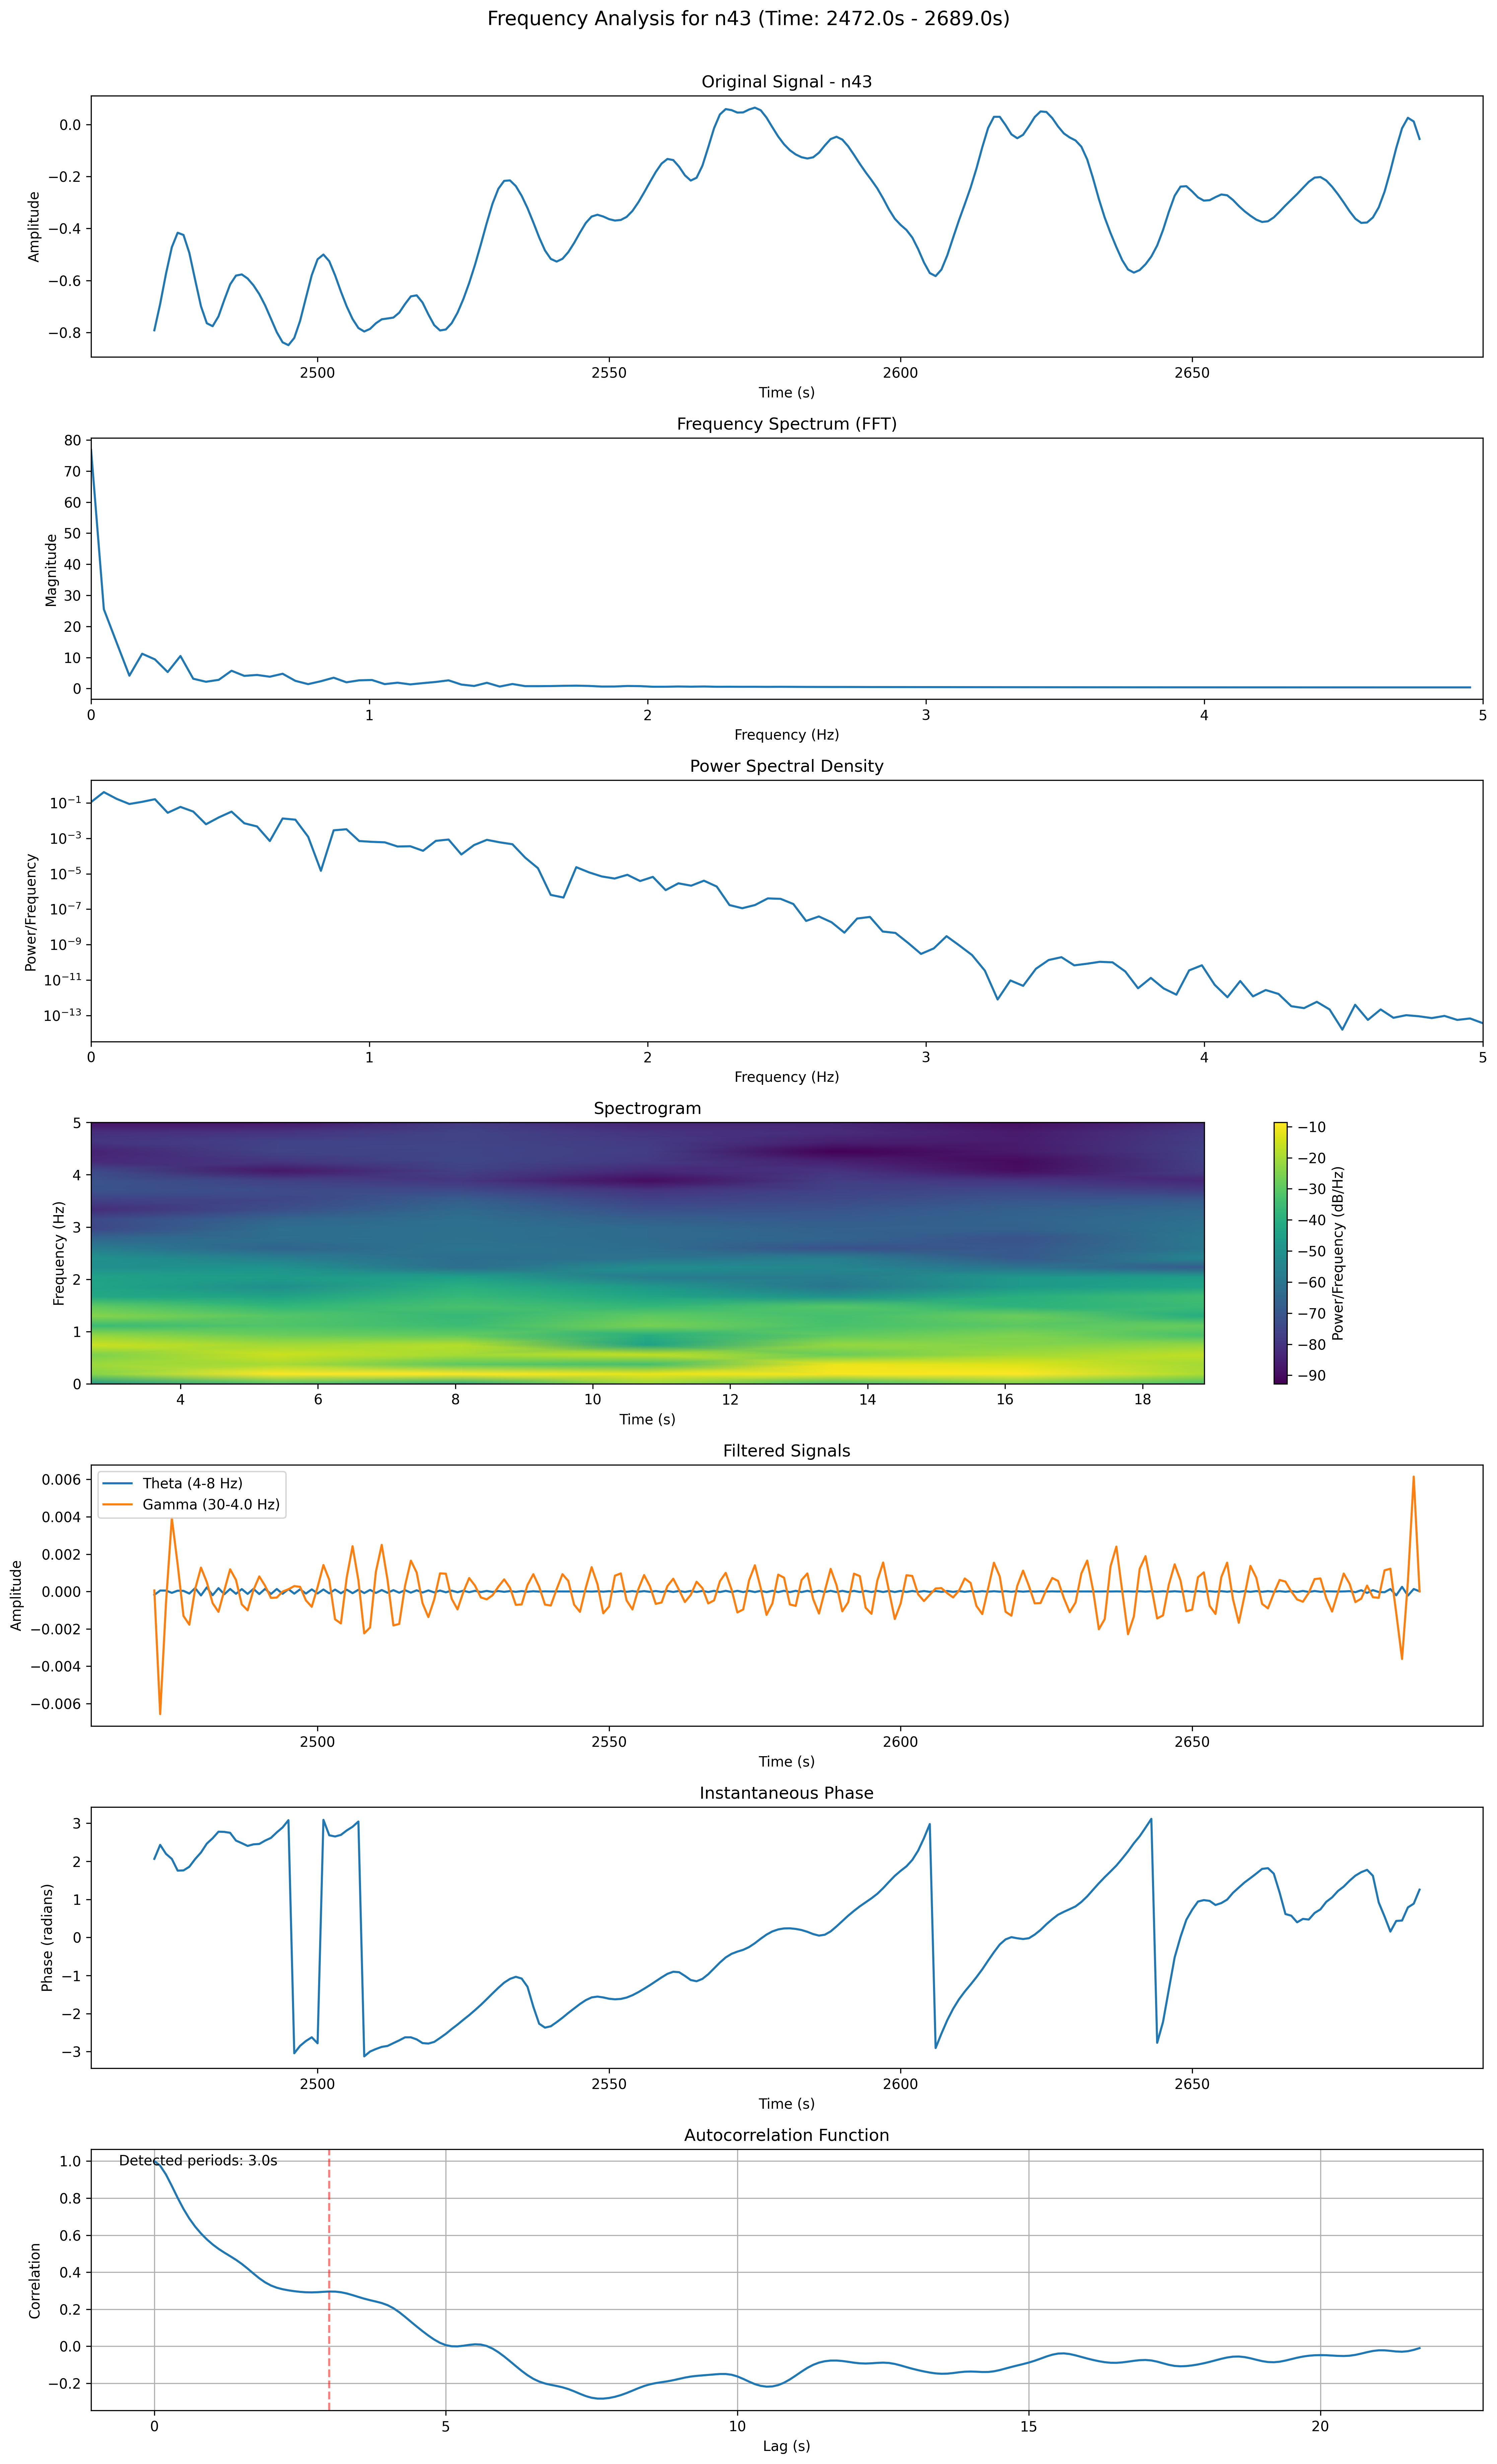 Frequency Analysis for n43 (Time: 2472.0s - 2689.0s)
Original Signal - n43
0.0
−0.2
−0.4
−0.6
−0.8
Amplitude
2500 2550 2600 2650
Time (s)
Frequency Spectrum (FFT)
80
70
60
50
40
30
20
10
0
Magnitude
0 1 2 3 4 5
Frequency (Hz)
Power Spectral Density
10⁻¹
10⁻³
10⁻⁵
10⁻⁷
10⁻⁹
10⁻¹¹
10⁻¹³
Power/Frequency
0 1 2 3 4 5
Frequency (Hz)
Spectrogram
5
4
3
2
1
0
Frequency (Hz)
4 6 8 10 12 14 16 18
Time (s)
−10
−20
−30
−40
−50
−60
−70
−80
−90
Power/Frequency (dB/Hz)
Filtered Signals
Theta (4-8 Hz)
Gamma (30-4.0 Hz)
0.006
0.004
0.002
0.000
−0.002
−0.004
−0.006
Amplitude
2500 2550 2600 2650
Time (s)
Instantaneous Phase
3
2
1
0
−1
−2
−3
Phase (radians)
2500 2550 2600 2650
Time (s)
Autocorrelation Function
Detected periods: 3.0s
1.0
0.8
0.6
0.4
0.2
0.0
−0.2
Correlation
0 5 10 15 20
Lag (s)